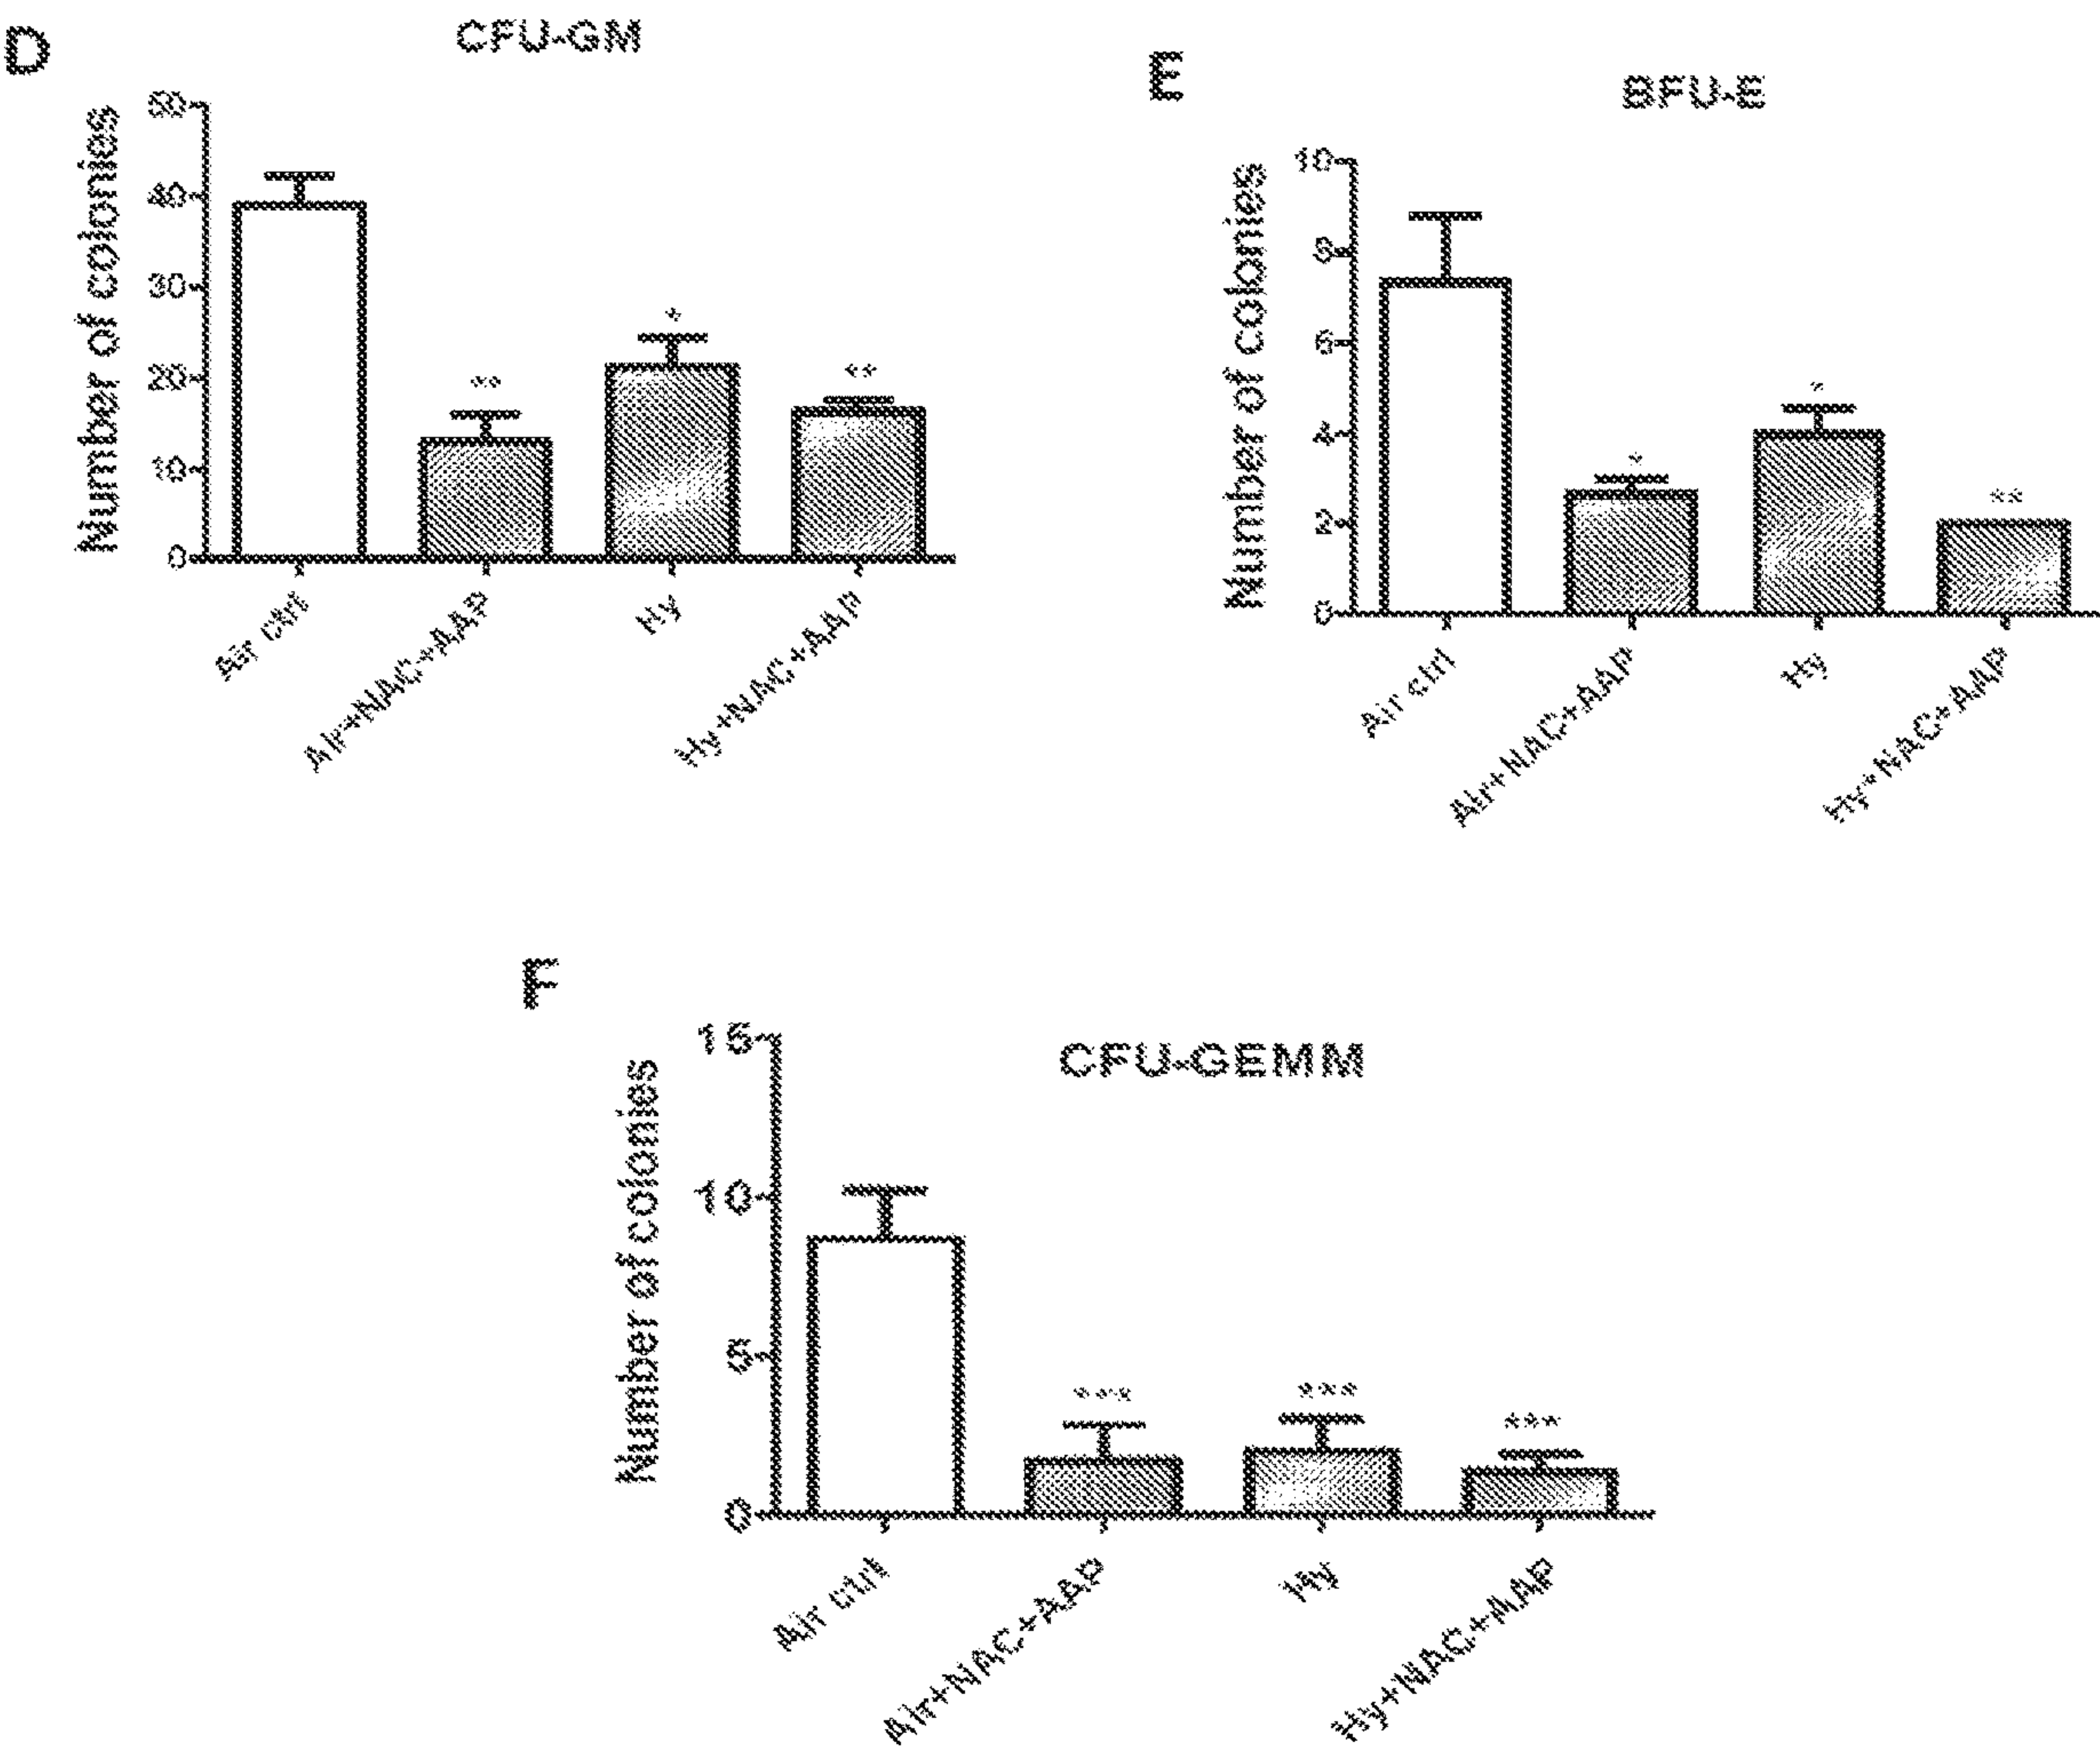 D
CFU-GM
Number of colonies
50
40
30
20
10
0
**
*
**
Air ctrl
Air+NAC+AAP
Hy
Hy+NAC+AAP
E
BFU-E
Number of colonies
10
8
6
4
2
0
*
*
**
Air ctrl
Air+NAC+AAP
Hy
Hy+NAC+AAP
F
CFU-GEMM
Number of colonies
15
10
5
0
***
***
***
Air ctrl
Air+NAC+AAP
Hy
Hy+NAC+AAP